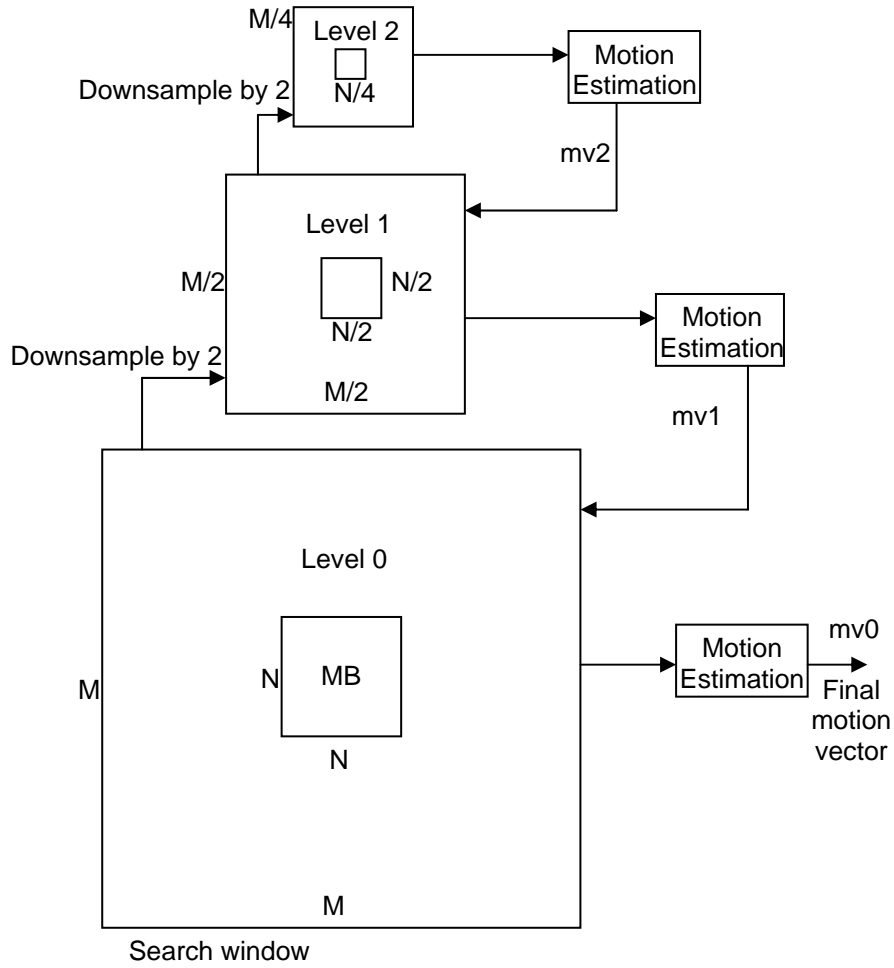 M/4
Level 2
N/4
Motion
Estimation
Downsample by 2
mv2
Level 1
M/2
N/2
N/2
M/2
Motion
Estimation
Downsample by 2
mv1
Level 0
M
N
MB
N
M
Motion
Estimation
mv0
Final
motion
vector
Search window